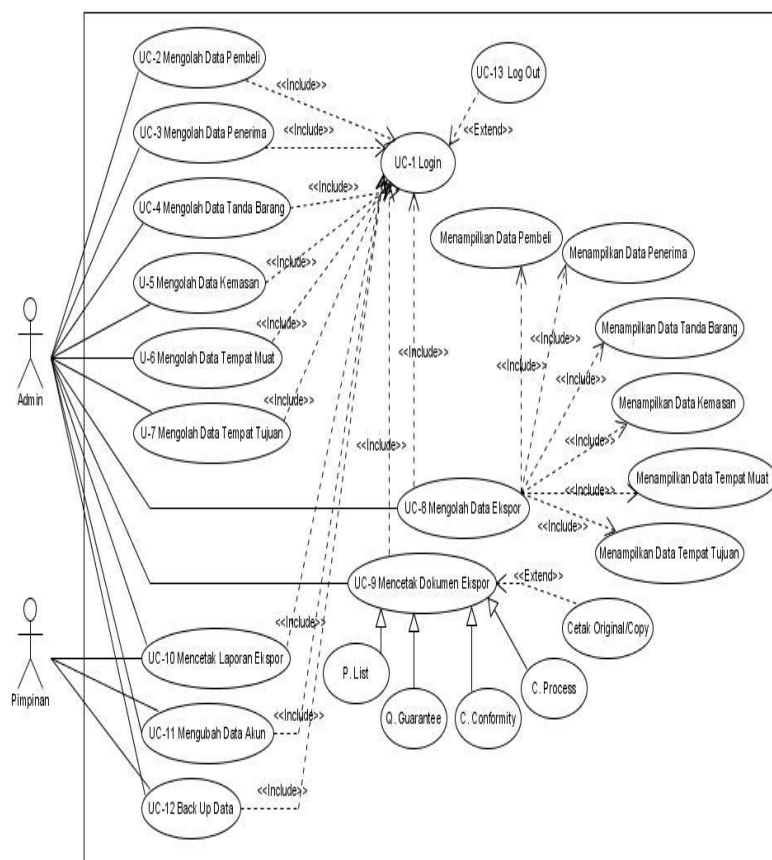 UC-2 Mengolah Data Pembeli
<<Include>>
UC-13 Log Out
UC-3 Mengolah Data Penerima
<<Include>>
<<Extend>>
UC-1 Login
UC-4 Mengolah Data Tanda Barang
<<Include>>
Menampilkan Data Pembeli
Menampilkan Data Penerima
U-5 Mengolah Data Kemasan
<<Include>>
Menampilkan Data Tanda Barang
U-6 Mengolah Data Tempat Muat
<<Include>>
<<Include>>
<<Include>>
<<Include>>
Admin
<<Include>>
Menampilkan Data Kemasan
U-7 Mengolah Data Tempat Tujuan
<<Include>>
<<Include>>
<<Include>>
Menampilkan Data Tempat Muat
<<Include>>
UC-8 Mengolah Data Ekspor
<<Include>>
Menampilkan Data Tempat Tujuan
UC-9 Mencetak Dokumen Ekspor
<<Extend>>
Cetak Original/Copy
UC-10 Mencetak Laporan Ekspor
<<Include>>
P. List
C. Process
Pimpinan
Q. Guarantee
C. Conformity
UC-11 Mengubah Data Akun
<<Include>>
UC-12 Back Up Data
<<Include>>